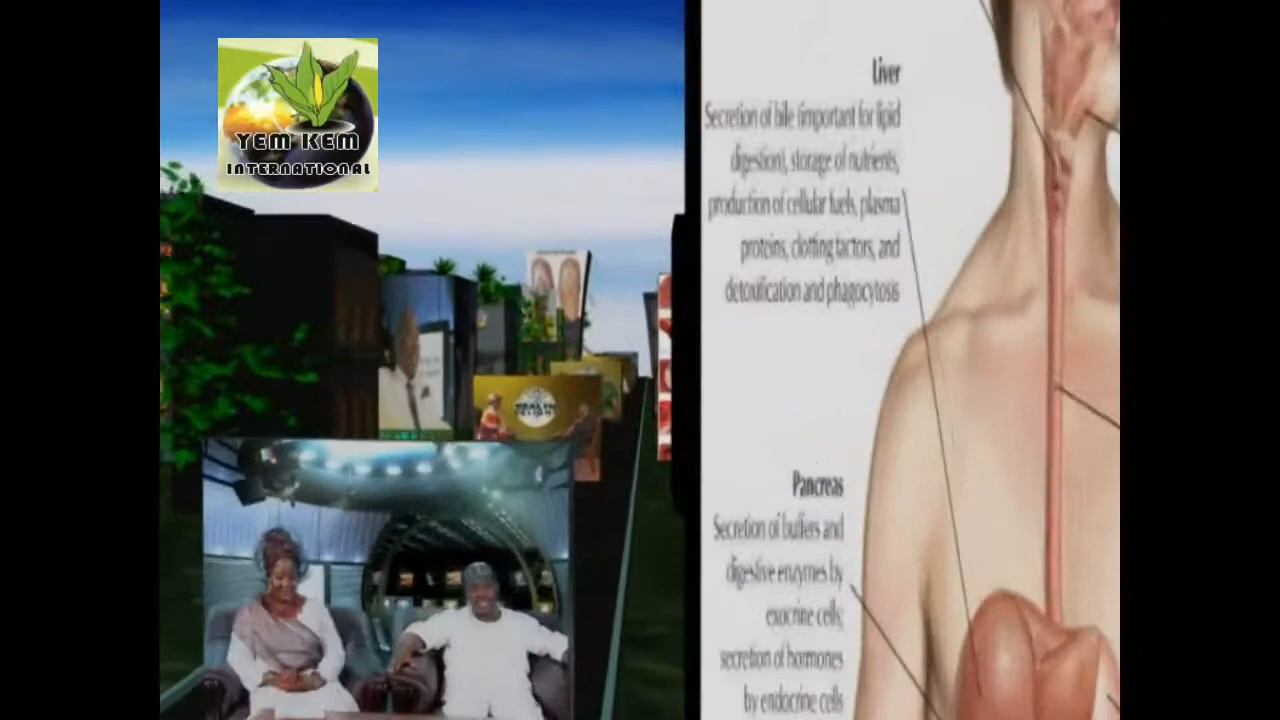 YEM KEM
INTERNATIONAL
HEALTH
Liver
Secretion of bile (important for lipid
digestion), storage of nutrients,
production of cellular fuels, plasma
proteins, clotting factors, and
detoxification and phagocytosis
Pancreas
Secretion of buffers and
digestive enzymes by
exocrine cells;
secretion of hormones
by endocrine cells